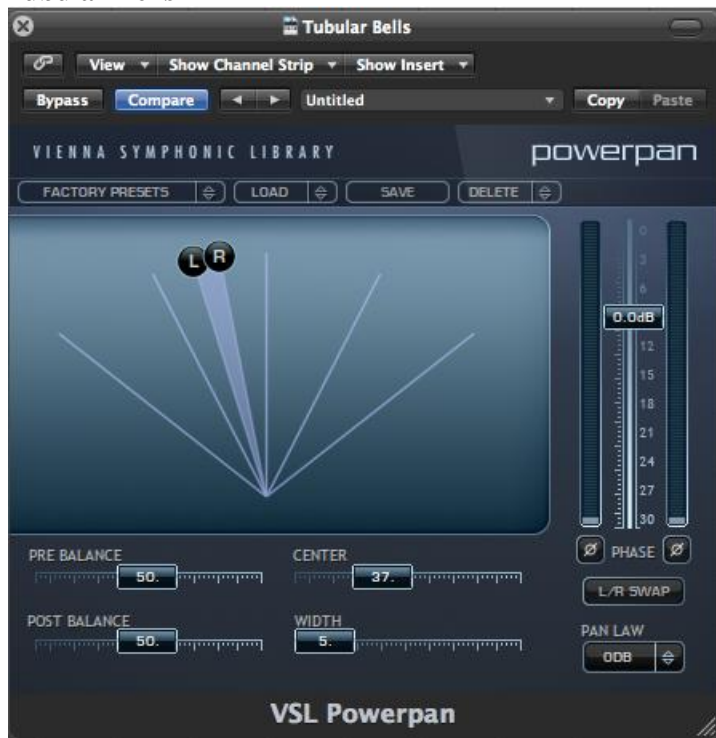 Tubular Bells
View Show Channel Strip Show Insert
Bypass Compare Untitled Copy Paste
VIENNA SYMPHONIC LIBRARY powerpan
FACTORY PRESETS LOAD SAVE DELETE
L R
0
3
6
0.0dB
12
15
18
21
24
27
30
Ø PHASE Ø
PRE BALANCE CENTER
50. 37.
L/R SWAP
POST BALANCE WIDTH
50. 5.
PAN LAW
0DB
VSL Powerpan